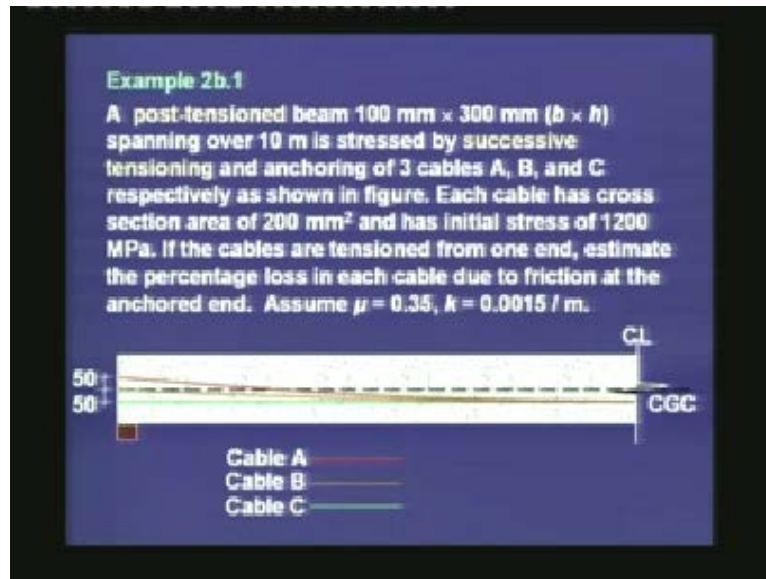 Example 2b.1
A post-tensioned beam 100 mm × 300 mm (b × h)
spanning over 10 m is stressed by successive
tensioning and anchoring of 3 cables A, B, and C
respectively as shown in figure. Each cable has cross
section area of 200 mm² and has initial stress of 1200
MPa. If the cables are tensioned from one end, estimate
the percentage loss in each cable due to friction at the
anchored end. Assume μ = 0.35, k = 0.0015 / m.
CL
50
50
CGC
Cable A
Cable B
Cable C